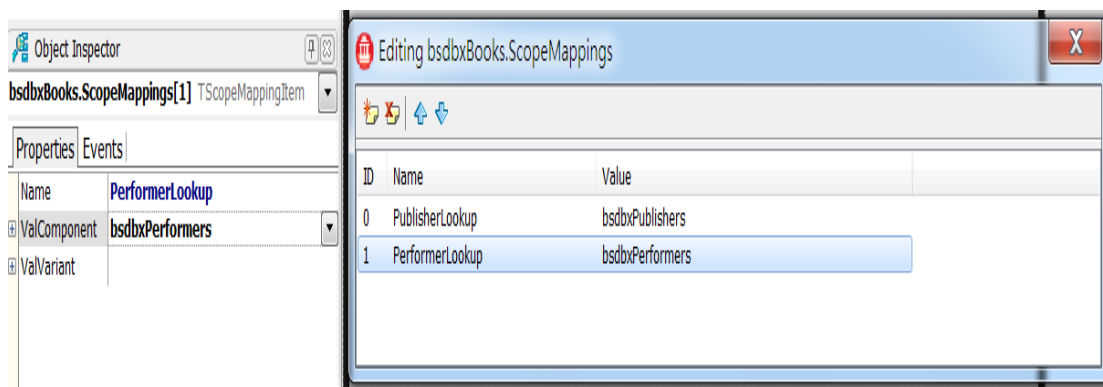 Object Inspector
bsdbxBooks.ScopeMappings[1] TScopeMappingItem
Properties Events
Name PerformerLookup
ValComponent bsdbxPerformers
ValVariant
Editing bsdbxBooks.ScopeMappings
ID Name Value
0 PublisherLookup bsdbxPublishers
1 PerformerLookup bsdbxPerformers